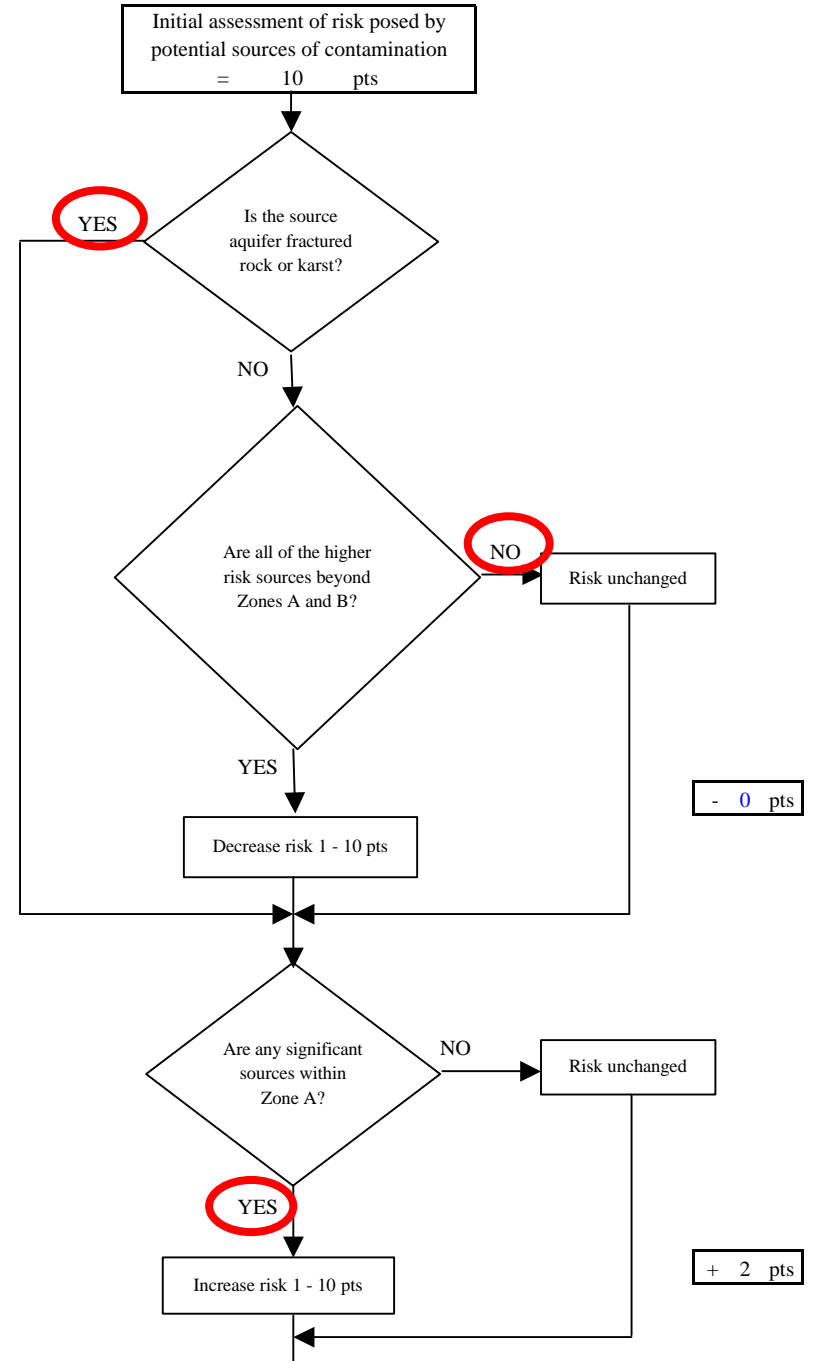 Initial assessment of risk posed by
potential sources of contamination
= 10 pts
YES
Is the source
aquifer fractured
rock or karst?
NO
Are all of the higher
risk sources beyond
Zones A and B?
NO
Risk unchanged
YES
- 0 pts
Decrease risk 1 - 10 pts
Are any significant
sources within
Zone A?
NO
Risk unchanged
YES
Increase risk 1 - 10 pts
+ 2 pts